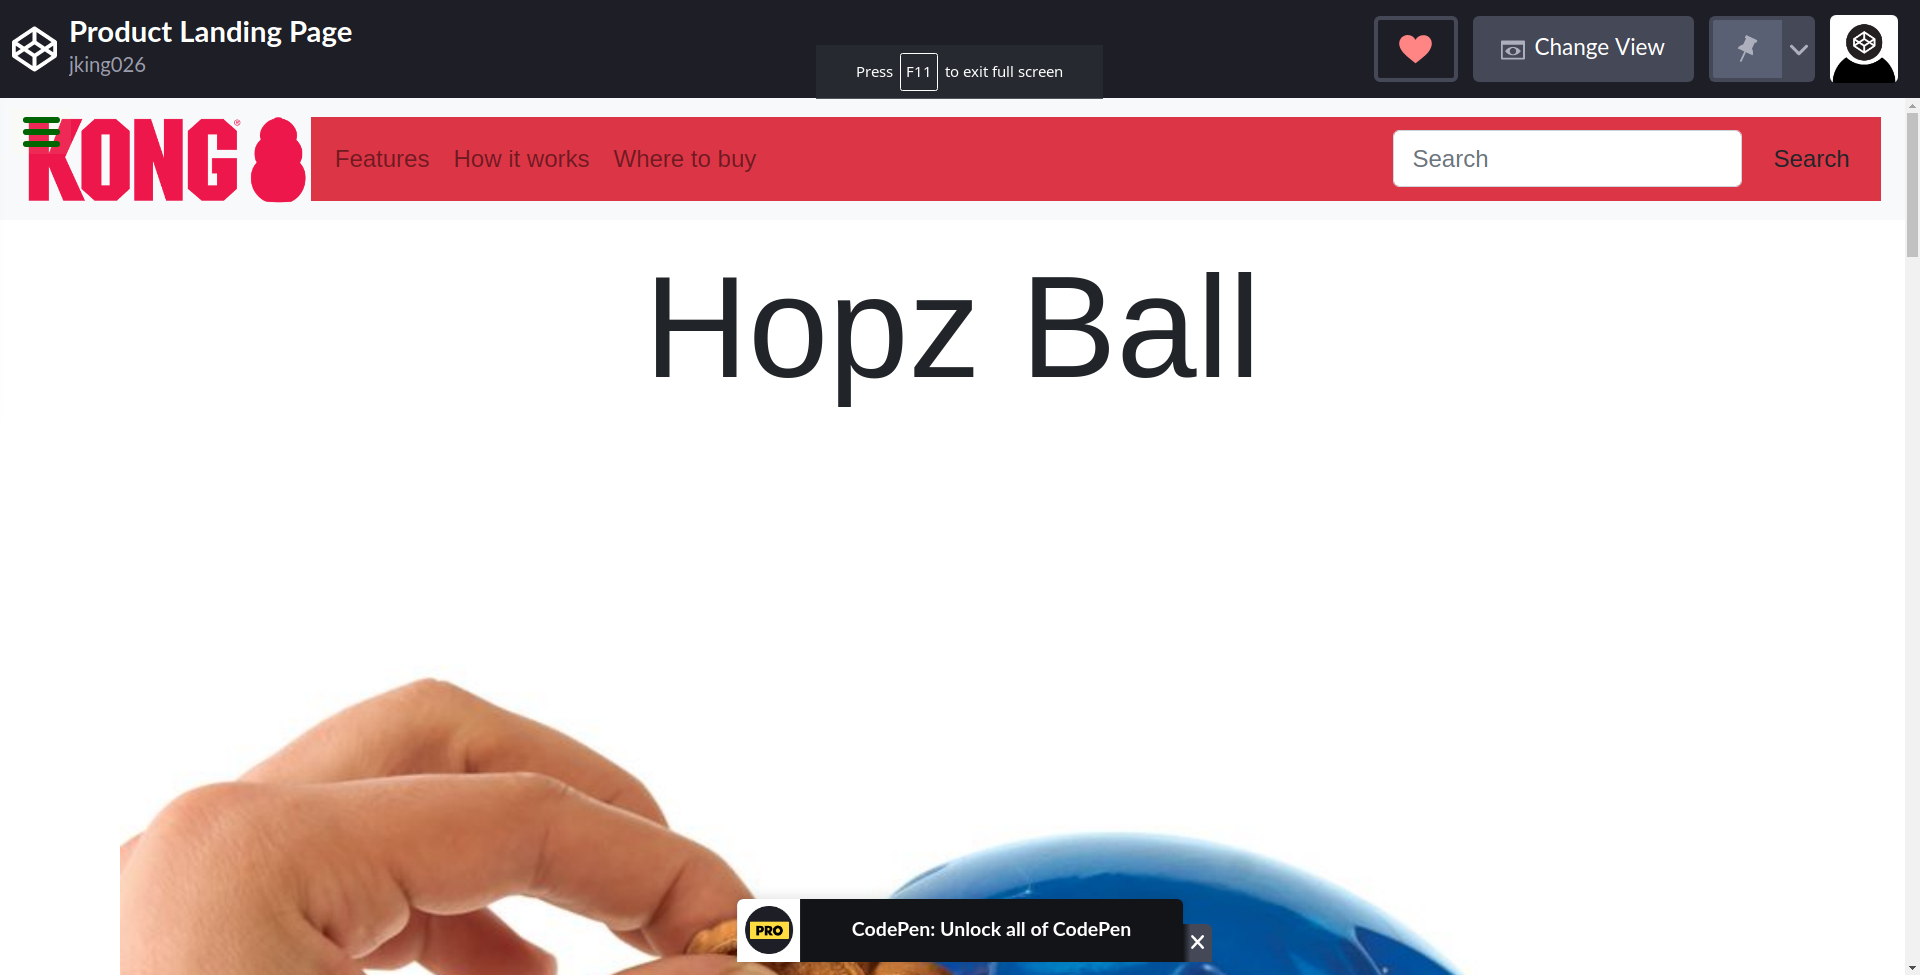 Product Landing Page
jking026
Press F11 to exit full screen
Change View
KONG®
Features How it works Where to buy
Search
Search
Hopz Ball
PRO
CodePen: Unlock all of CodePen